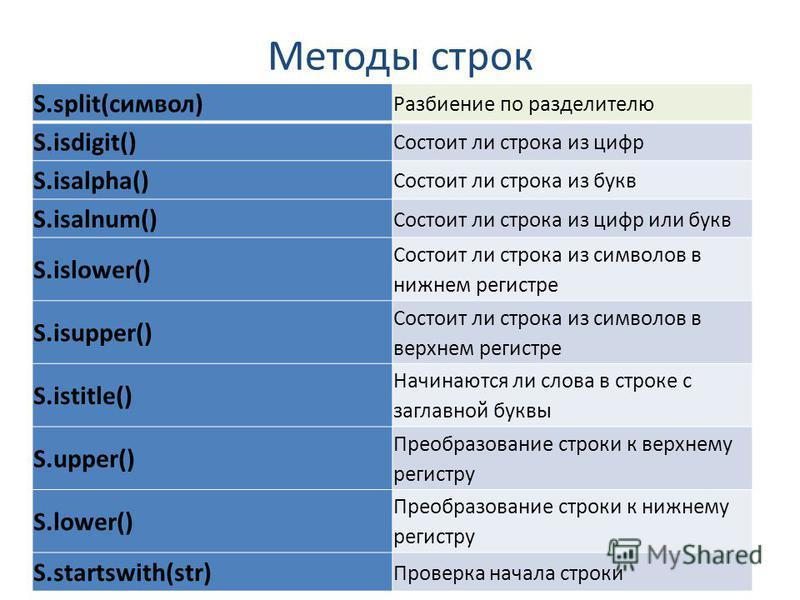 Методы строк
S.split(символ)
Разбиение по разделителю
S.isdigit()
Состоит ли строка из цифр
S.isalpha()
Состоит ли строка из букв
S.isalnum()
Состоит ли строка из цифр или букв
S.islower()
Состоит ли строка из символов в
нижнем регистре
S.isupper()
Состоит ли строка из символов в
верхнем регистре
S.istitle()
Начинаются ли слова в строке с
заглавной буквы
S.upper()
Преобразование строки к верхнему
регистру
S.lower()
Преобразование строки к нижнему
регистру
S.startswith(str)
Проверка начала строки
MyShared